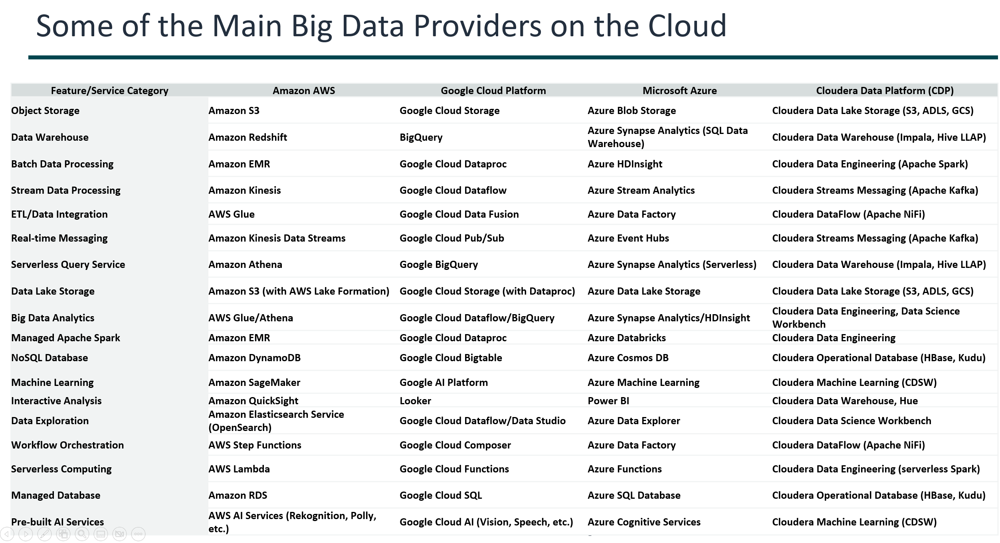 Some of the Main Big Data Providers on the Cloud
Feature/Service Category Amazon AWS Google Cloud Platform Microsoft Azure Cloudera Data Platform (CDP)
Object Storage Amazon S3 Google Cloud Storage Azure Blob Storage Cloudera Data Lake Storage (S3, ADLS, GCS)
Data Warehouse Amazon Redshift BigQuery Azure Synapse Analytics (SQL Data
Warehouse) Cloudera Data Warehouse (Impala, Hive LLAP)
Batch Data Processing Amazon EMR Google Cloud Dataproc Azure HDInsight Cloudera Data Engineering (Apache Spark)
Stream Data Processing Amazon Kinesis Google Cloud Dataflow Azure Stream Analytics Cloudera Streams Messaging (Apache Kafka)
ETL/Data Integration AWS Glue Google Cloud Data Fusion Azure Data Factory Cloudera DataFlow (Apache NiFi)
Real-time Messaging Amazon Kinesis Data Streams Google Cloud Pub/Sub Azure Event Hubs Cloudera Streams Messaging (Apache Kafka)
Serverless Query Service Amazon Athena Google BigQuery Azure Synapse Analytics (Serverless) Cloudera Data Warehouse (Impala, Hive LLAP)
Data Lake Storage Amazon S3 (with AWS Lake Formation) Google Cloud Storage (with Dataproc) Azure Data Lake Storage Cloudera Data Lake Storage (S3, ADLS, GCS)
Big Data Analytics AWS Glue/Athena Google Cloud Dataflow/BigQuery Azure Synapse Analytics/HDInsight Cloudera Data Engineering, Data Science
Workbench
Managed Apache Spark Amazon EMR Google Cloud Dataproc Azure Databricks Cloudera Data Engineering
NoSQL Database Amazon DynamoDB Google Cloud Bigtable Azure Cosmos DB Cloudera Operational Database (HBase, Kudu)
Machine Learning Amazon SageMaker Google AI Platform Azure Machine Learning Cloudera Machine Learning (CDSW)
Interactive Analysis Amazon QuickSight Looker Power BI Cloudera Data Warehouse, Hue
Data Exploration Amazon Elasticsearch Service
(OpenSearch) Google Cloud Dataflow/Data Studio Azure Data Explorer Cloudera Data Science Workbench
Workflow Orchestration AWS Step Functions Google Cloud Composer Azure Data Factory Cloudera DataFlow (Apache NiFi)
Serverless Computing AWS Lambda Google Cloud Functions Azure Functions Cloudera Data Engineering (serverless Spark)
Managed Database Amazon RDS Google Cloud SQL Azure SQL Database Cloudera Operational Database (HBase, Kudu)
Pre-built AI Services AWS AI Services (Rekognition, Polly,
etc.) Google Cloud AI (Vision, Speech, etc.) Azure Cognitive Services Cloudera Machine Learning (CDSW)